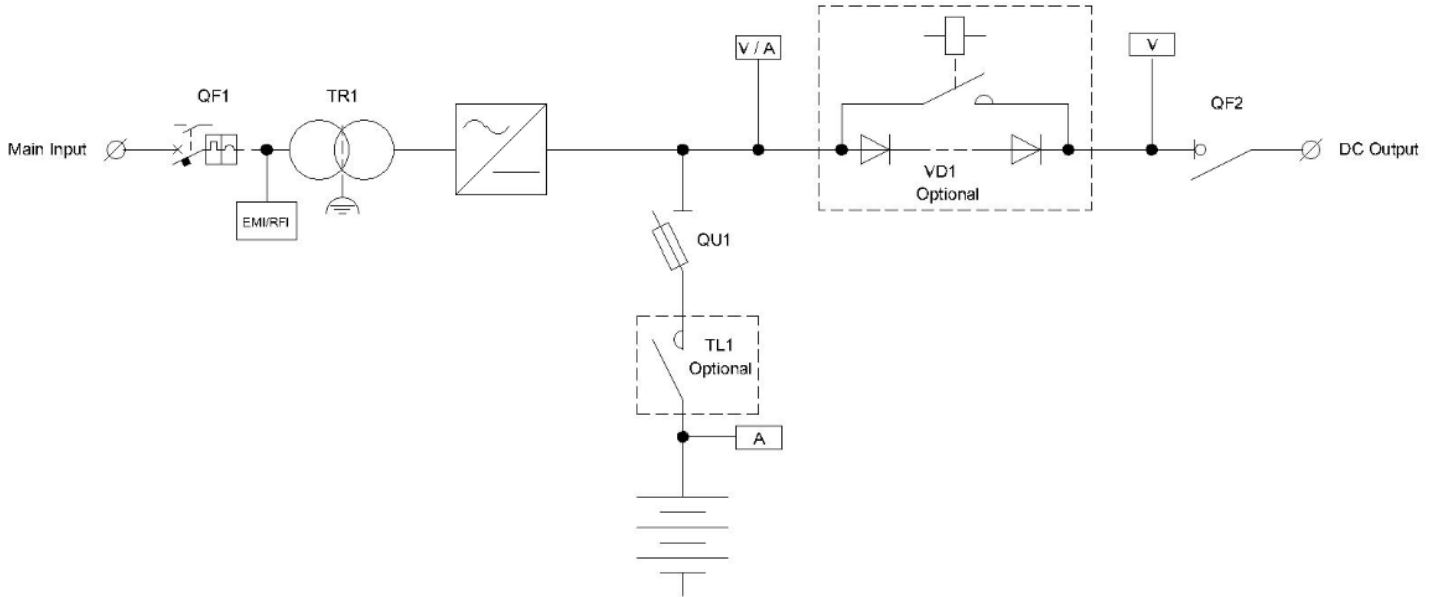 V / A
V
QF1
TR1
QF2
Main Input
DC Output
VD1
Optional
EMI/RFI
QU1
TL1
Optional
A